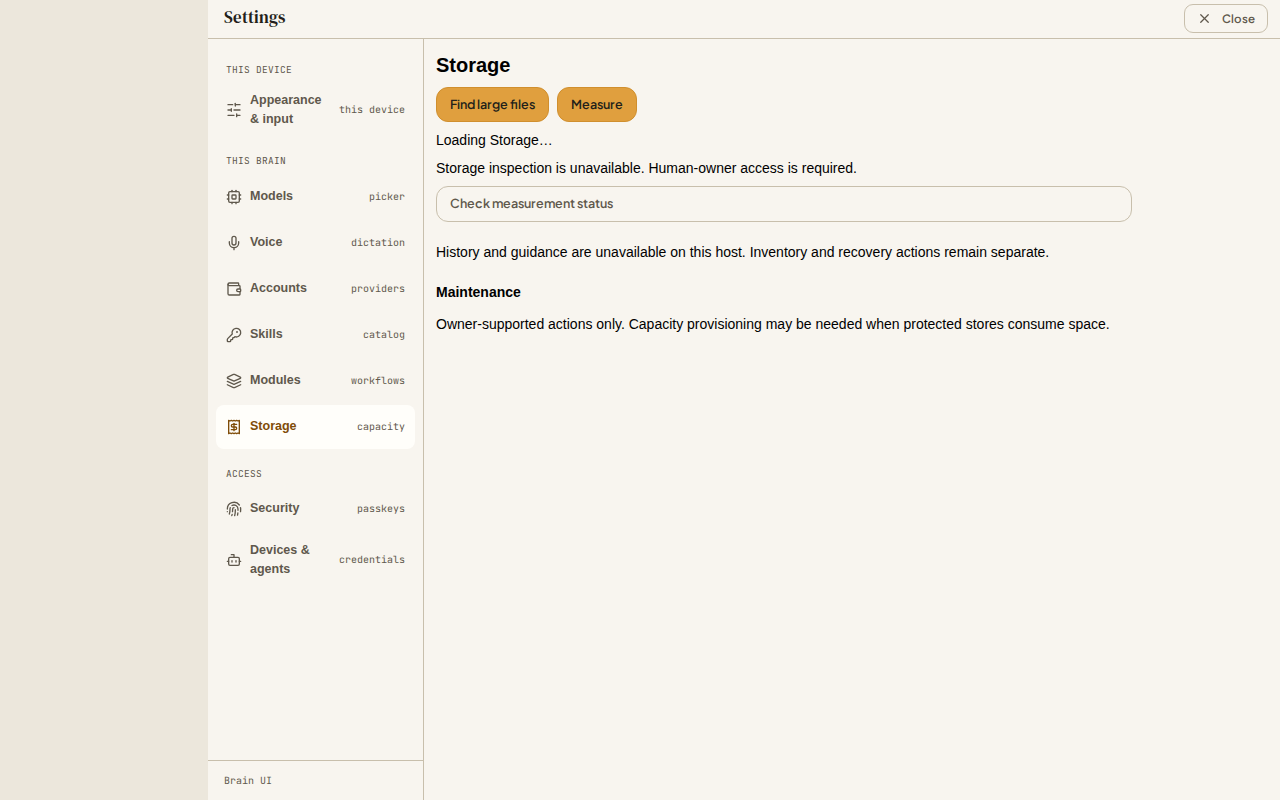 Settings
Close
THIS DEVICE
Appearance & input
this device
THIS BRAIN
Models
picker
Voice
dictation
Accounts
providers
Skills
catalog
Modules
workflows
Storage
capacity
ACCESS
Security
passkeys
Devices & agents
credentials
Brain UI
Storage
Find large files
Measure
Loading Storage…
Storage inspection is unavailable. Human-owner access is required.
Check measurement status
History and guidance are unavailable on this host. Inventory and recovery actions remain separate.
Maintenance
Owner-supported actions only. Capacity provisioning may be needed when protected stores consume space.